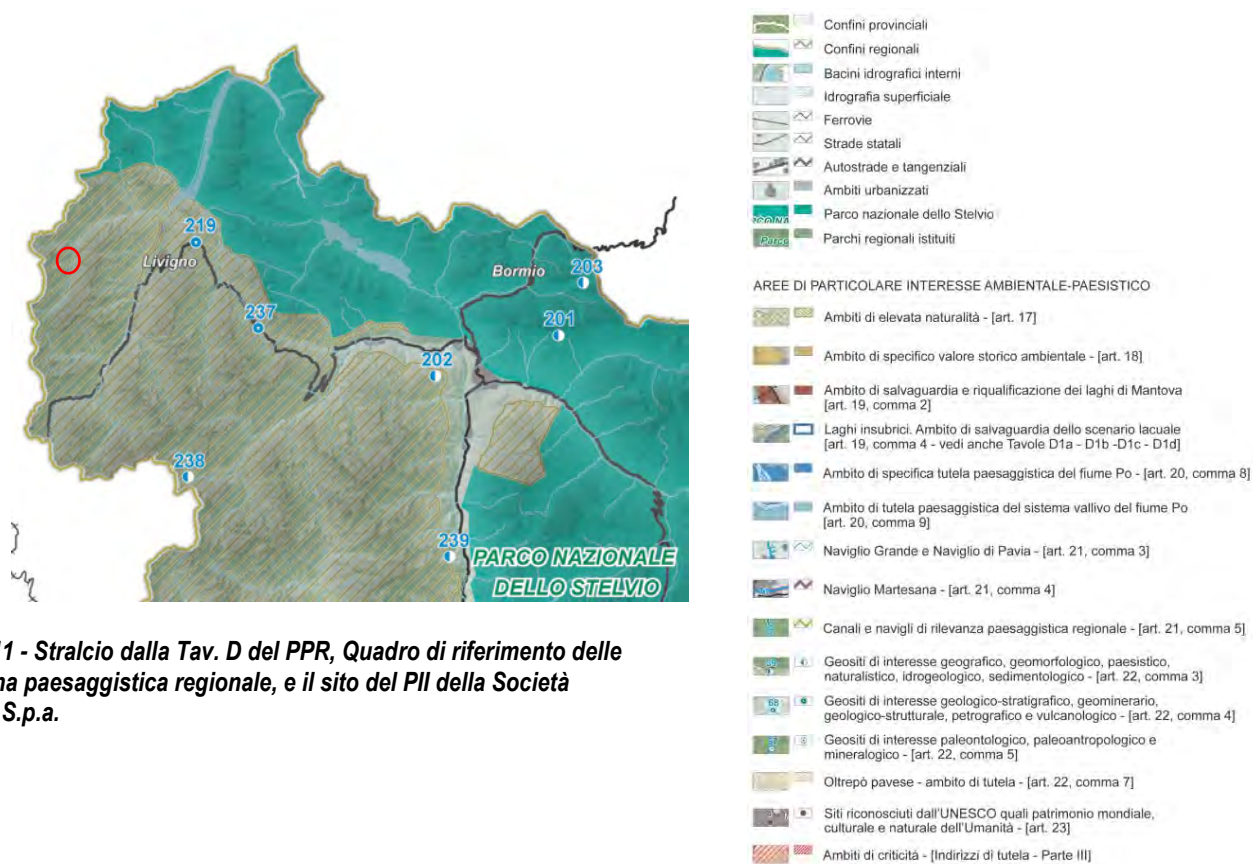 219
Livigno
237
Bormio
203
201
202
238
239
PARCO NAZIONALE
DELLO STELVIO
1 - Stralcio dalla Tav. D del PPR, Quadro di riferimento delle
na paesaggistica regionale, e il sito del PII della Società
S.p.a.
Confini provinciali
Confini regionali
Bacini idrografici interni
Idrografia superficiale
Ferrovie
Strade statali
Autostrade e tangenziali
Ambiti urbanizzati
Parco nazionale dello Stelvio
Parco
Parchi regionali istituiti
AREE DI PARTICOLARE INTERESSE AMBIENTALE-PAESISTICO
Ambiti di elevata naturalità - [art. 17]
Ambito di specifico valore storico ambientale - [art. 18]
Ambito di salvaguardia e riqualificazione dei laghi di Mantova
[art. 19, comma 2]
Laghi insubrici. Ambito di salvaguardia dello scenario lacuale
[art. 19, comma 4 - vedi anche Tavole D1a - D1b -D1c - D1d]
Ambito di specifica tutela paesaggistica del fiume Po - [art. 20, comma 8]
Ambito di tutela paesaggistica del sistema vallivo del fiume Po
[art. 20, comma 9]
Naviglio Grande e Naviglio di Pavia - [art. 21, comma 3]
Naviglio Martesana - [art. 21, comma 4]
Canali e navigli di rilevanza paesaggistica regionale - [art. 21, comma 5]
Geositi di interesse geografico, geomorfologico, paesistico,
naturalistico, idrogeologico, sedimentologico - [art. 22, comma 3]
Geositi di interesse geologico-stratigrafico, geominerario,
geologico-strutturale, petrografico e vulcanologico - [art. 22, comma 4]
Geositi di interesse paleontologico, paleoantropologico e
mineralogico - [art. 22, comma 5]
Oltrepò pavese - ambito di tutela - [art. 22, comma 7]
Siti riconosciuti dall'UNESCO quali patrimonio mondiale,
culturale e naturale dell'Umanità - [art. 23]
Ambiti di criticità - [Indirizzi di tutela - Parte III]